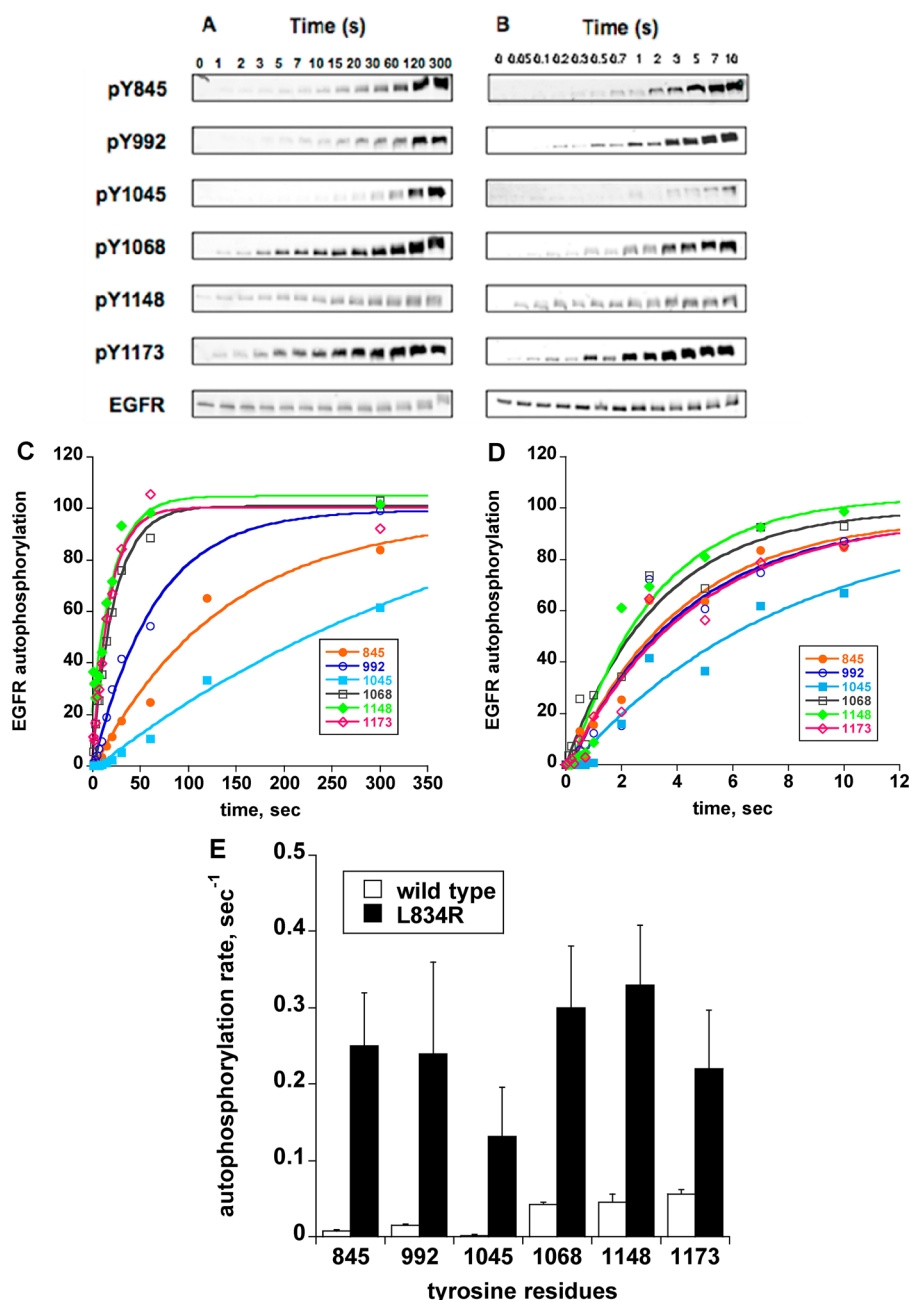 A Time (s) B Time (s)
0 1 2 3 5 7 10 15 20 30 60 120 300 0 0.05 0.1 0.2 0.3 0.5 0.7 1 2 3 5 7 10
pY845
pY992
pY1045
pY1068
pY1148
pY1173
EGFR
C
EGFR autophosphorylation
120
100
80
60
40
20
0
845
992
1045
1068
1148
1173
0 50 100 150 200 250 300 350
time, sec
D
EGFR autophosphorylation
120
100
80
60
40
20
0
845
992
1045
1068
1148
1173
0 2 4 6 8 10 12
time, sec
E
autophosphorylation rate, sec⁻¹
0.5
0.4
0.3
0.2
0.1
0
wild type
L834R
845 992 1045 1068 1148 1173
tyrosine residues